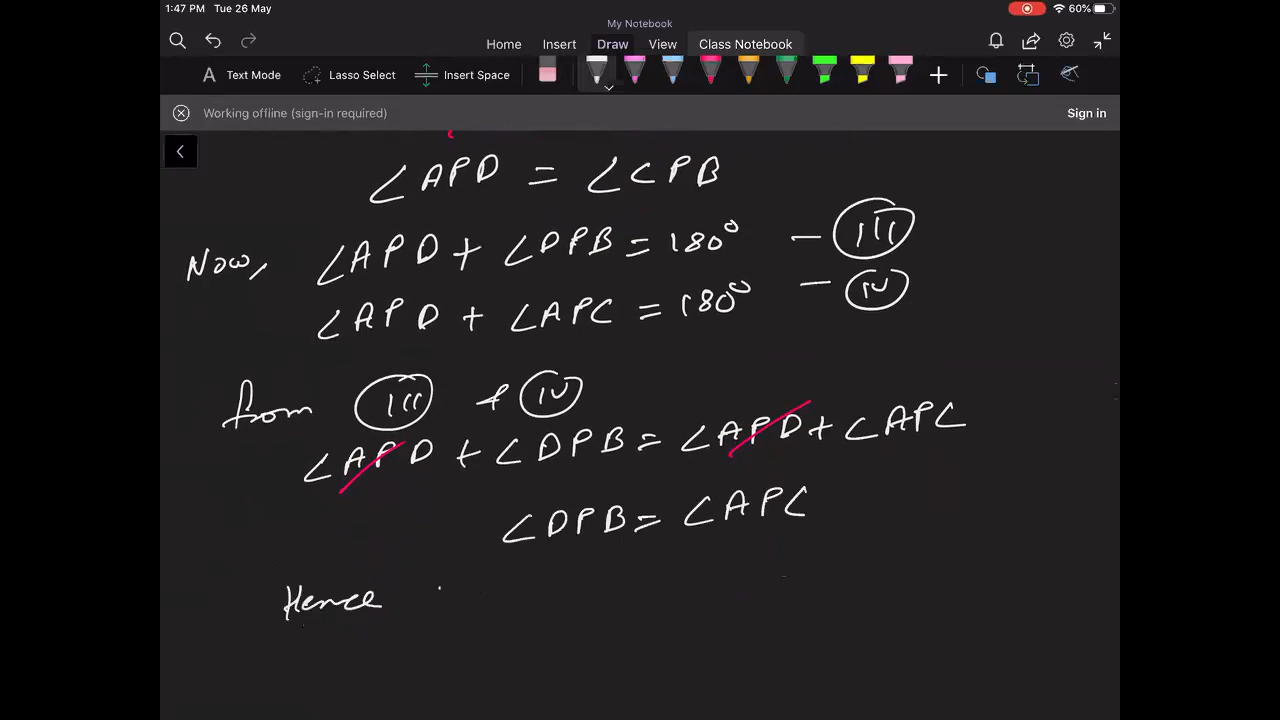 1:47 PM Tue 26 May
60%
My Notebook
Home Insert Draw View Class Notebook
Text Mode Lasso Select Insert Space
Working offline (sign-in required) Sign in
∠APD = ∠CPB
Now, ∠APD + ∠DPB = 180° - (iii)
∠APD + ∠APC = 180° - (iv)
from (iii) & (iv)
∠APD + ∠DPB = ∠APD + ∠APC
∠DPB = ∠APC
Hence